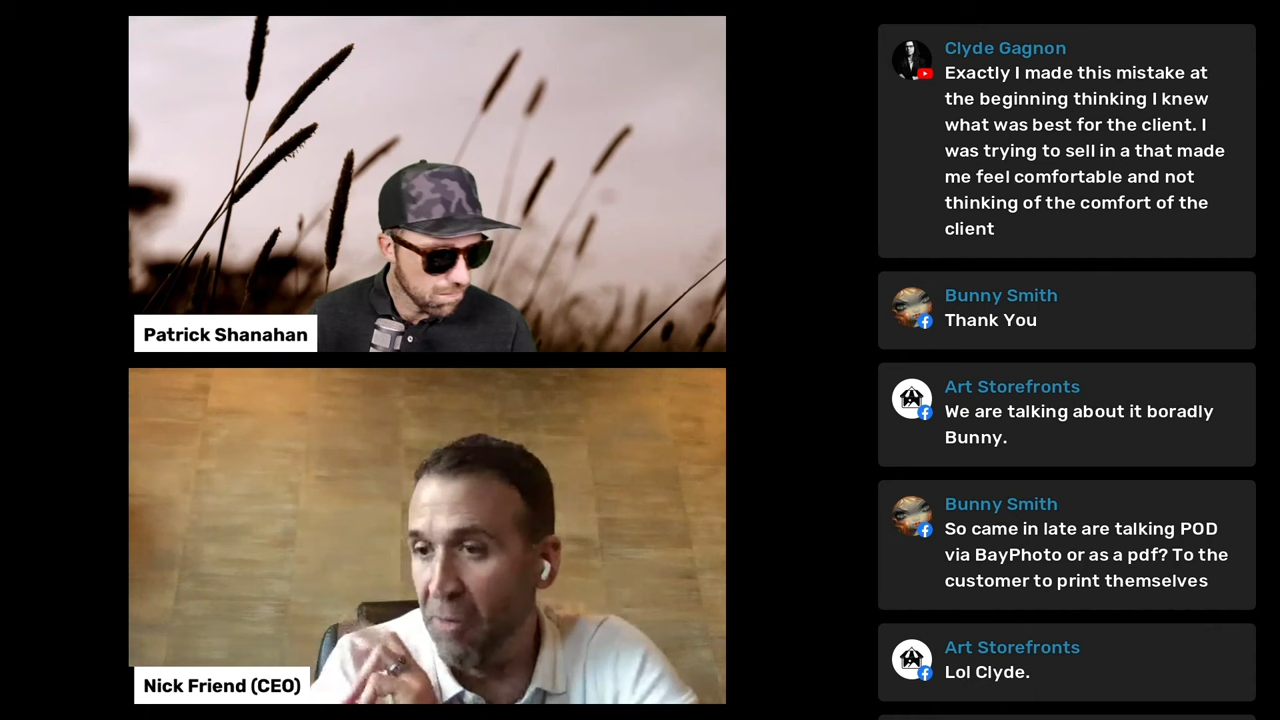 Patrick Shanahan
Nick Friend (CEO)
Clyde Gagnon
Exactly I made this mistake at
the beginning thinking I knew
what was best for the client. I
was trying to sell in a that made
me feel comfortable and not
thinking of the comfort of the
client
Bunny Smith
Thank You
Art Storefronts
We are talking about it boradly
Bunny.
Bunny Smith
So came in late are talking POD
via BayPhoto or as a pdf? To the
customer to print themselves
Art Storefronts
Lol Clyde.